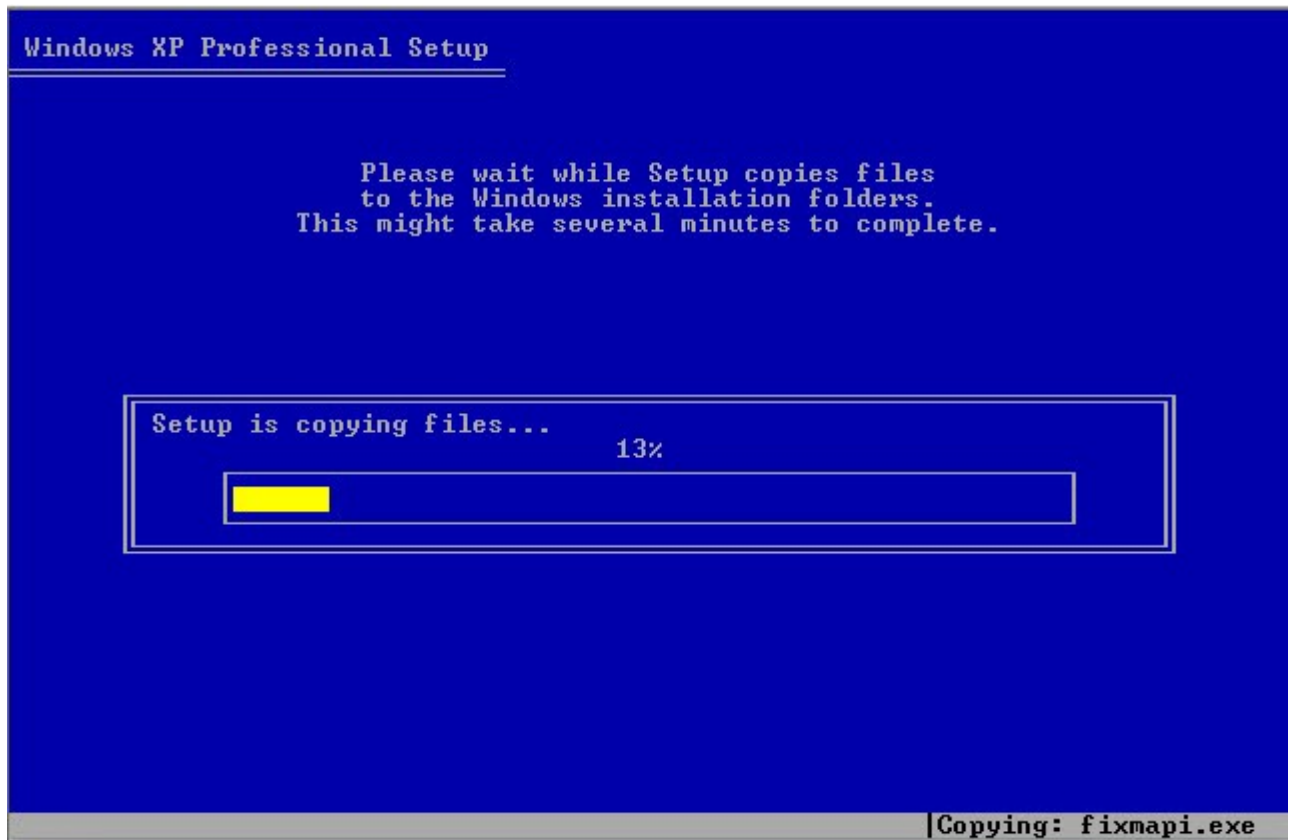 Windows XP Professional Setup
Please wait while Setup copies files
to the Windows installation folders.
This might take several minutes to complete.
Setup is copying files...
13%
Copying: fixmapi.exe